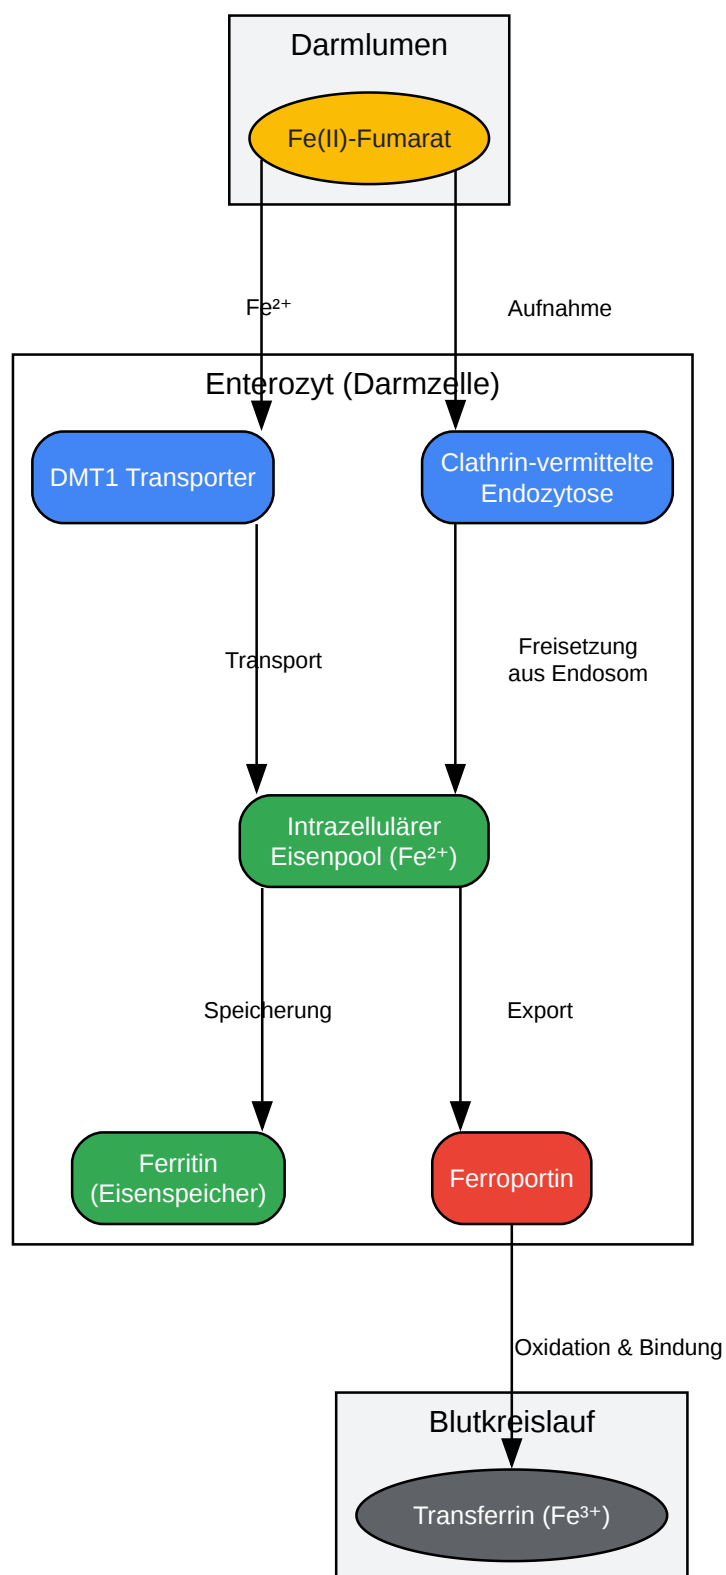 Darmlumen
Fe(II)-Fumarat
Fe²⁺
Aufnahme
Enterozyt (Darmzelle)
DMT1 Transporter
Clathrin-vermittelte
Endozytose
Transport
Freisetzung
aus Endosom
Intrazellulärer
Eisenpool (Fe²⁺)
Speicherung
Export
Ferritin
(Eisenspeicher)
Ferroportin
Oxidation & Bindung
Blutkreislauf
Transferrin (Fe³⁺)